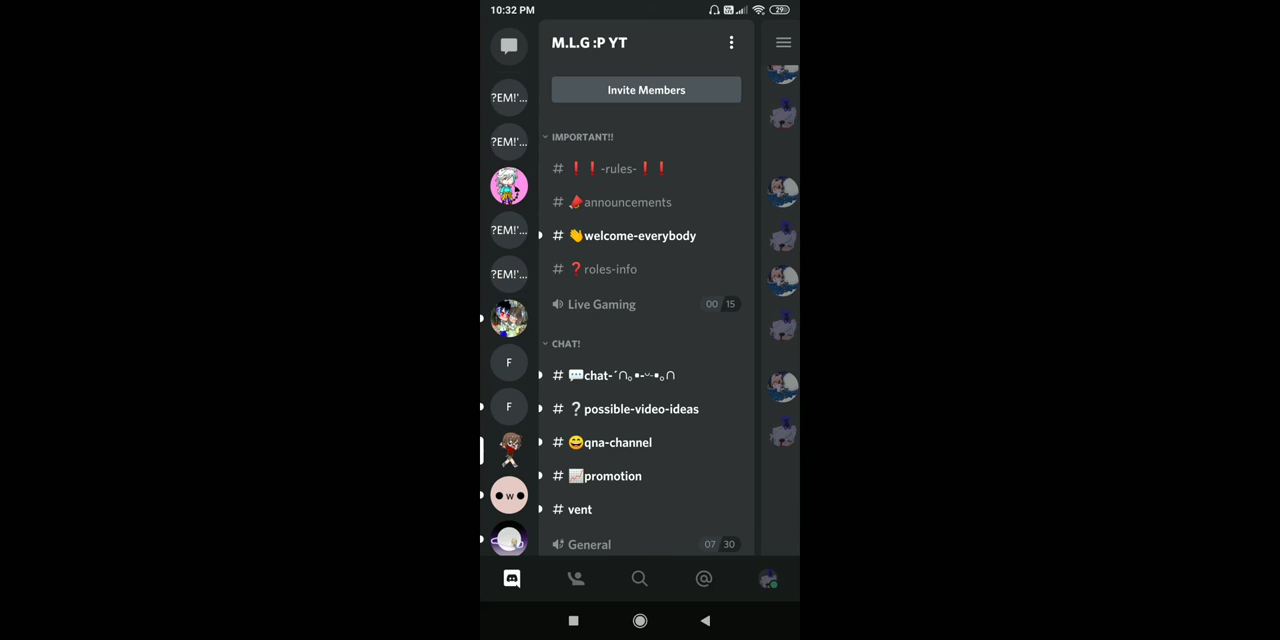 10:32 PM
29
M.L.G :P YT
Invite Members
?EM!'...
IMPORTANT!!
?EM!'...
# ❗❗-rules-❗❗
# 📣announcements
?EM!'...
# 👋welcome-everybody
# ❓roles-info
?EM!'...
Live Gaming 00 15
CHAT!
F
# 💬chat-´∩｡•-ᵕ-•｡∩
F
# ❔possible-video-ideas
# 😄qna-channel
# 📈promotion
● w ●
# vent
General 07 30